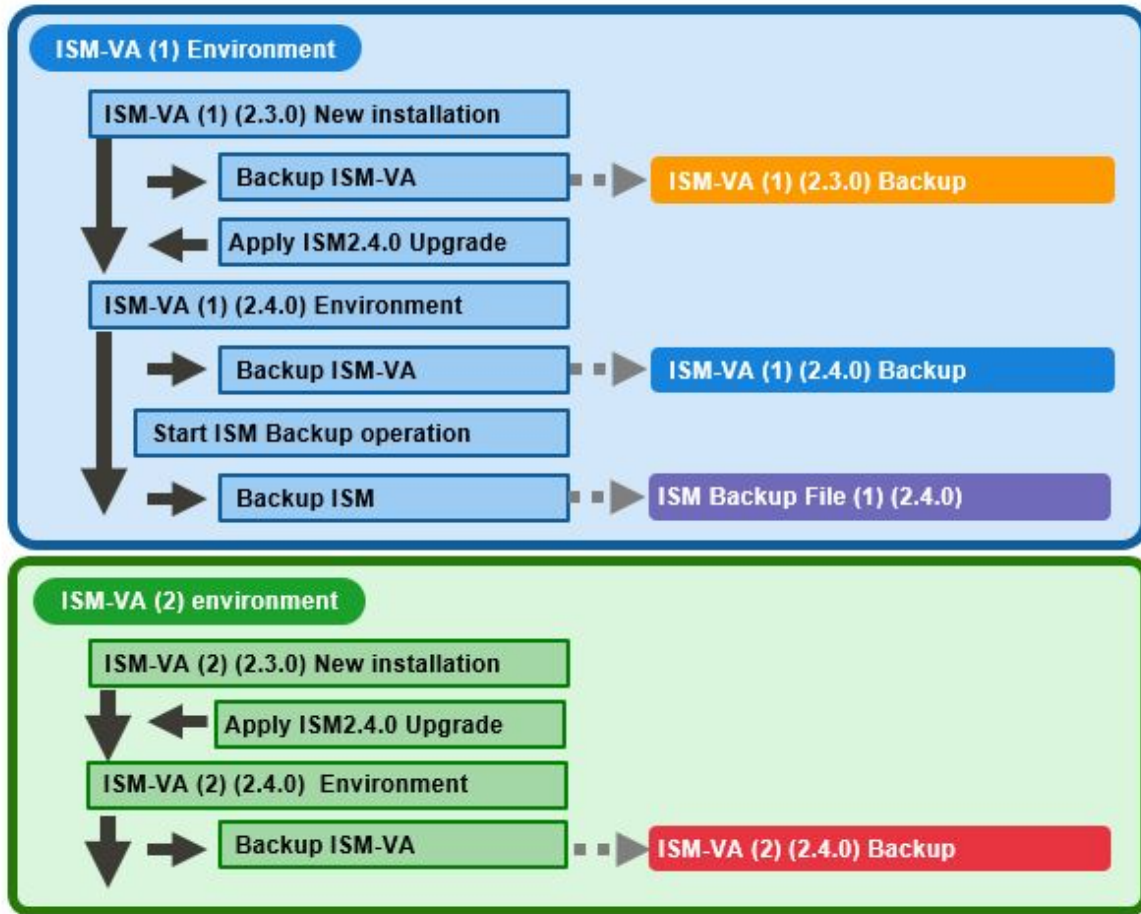 ISM-VA (1) Environment
ISM-VA (1) (2.3.0) New installation
Backup ISM-VA
ISM-VA (1) (2.3.0) Backup
Apply ISM2.4.0 Upgrade
ISM-VA (1) (2.4.0) Environment
Backup ISM-VA
ISM-VA (1) (2.4.0) Backup
Start ISM Backup operation
Backup ISM
ISM Backup File (1) (2.4.0)
ISM-VA (2) environment
ISM-VA (2) (2.3.0) New installation
Apply ISM2.4.0 Upgrade
ISM-VA (2) (2.4.0) Environment
Backup ISM-VA
ISM-VA (2) (2.4.0) Backup